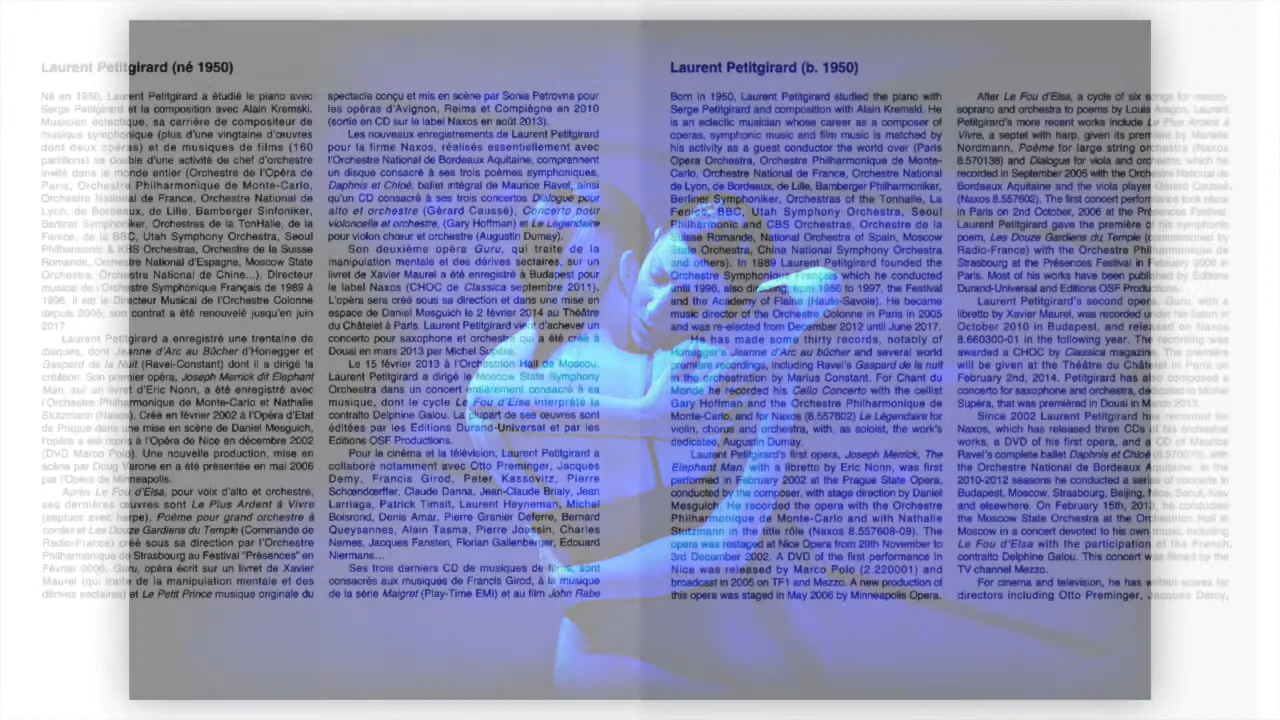 Laurent Petitgirard (né 1950)
Né en 1950, Laurent Petitgirard a étudié le piano avec
Serge Petitgirard et la composition avec Alain Kremski.
Musicien éclectique, sa carrière de compositeur de
musique symphonique (plus d'une vingtaine d'œuvres
dont deux opéras) et de musiques de films (160
partitions) se double d'une activité de chef d'orchestre
invité dans le monde entier (Orchestre de l'Opéra de
Paris, Orchestre Philharmonique de Monte-Carlo,
Orchestre National de France, Orchestre National de
Lyon, de Bordeaux, de Lille, Bamberger Sinfoniker,
Berliner Symphoniker, Orchestres de la TonHalle, de la
Fenice, de la BBC, Utah Symphony Orchestra, Seoul
Philharmonic & KBS Orchestras, Orchestre de la Suisse
Romande, Orchestre National d'Espagne, Moscow State
Orchestra, Orchestre National de Chine...). Directeur
musical de l'Orchestre Symphonique Français de 1989 à
1996, il est le Directeur Musical de l'Orchestre Colonne
depuis 2005, son contrat a été renouvelé jusqu'en juin
2017.
Laurent Petitgirard a enregistré une trentaine de
disques, dont Jeanne d'Arc au Bûcher d'Honegger et
Gaspard de la Nuit (Ravel-Constant) dont il a dirigé la
création. Son premier opéra, Joseph Merrick dit Elephant
Man, sur un livret d'Eric Nonn, a été enregistré avec
l'Orchestre Philharmonique de Monte-Carlo et Nathalie
Stutzmann (Naxos). Créé en février 2002 à l'Opéra d'Etat
de Prague dans une mise en scène de Daniel Mesguich,
l'opéra a été repris à l'Opéra de Nice en décembre 2002
(DVD Marco Polo). Une nouvelle production, mise en
scène par Doug Varone en a été présentée en mai 2006
par l'Opéra de Minneapolis.
Après Le Fou d'Elsa, pour voix d'alto et orchestre,
ses dernières œuvres sont Le Plus Ardent à Vivre
(septuor avec harpe), Poème pour grand orchestre à
cordes et Les Douze Gardiens du Temple (Commande de
Radio-France) créé sous sa direction par l'Orchestre
Philharmonique de Strasbourg au Festival "Présences" en
Février 2006. Guru, opéra écrit sur un livret de Xavier
Maurel (qui traite de la manipulation mentale et des
dérives sectaires) et Le Petit Prince musique originale du
spectacle conçu et mis en scène par Sonia Petrovna pour
les opéras d'Avignon, Reims et Compiègne en 2010
(sortie en CD sur le label Naxos en août 2013).
Les nouveaux enregistrements de Laurent Petitgirard
pour la firme Naxos, réalisés essentiellement avec
l'Orchestre National de Bordeaux Aquitaine, comprennent
un disque consacré à ses trois poèmes symphoniques,
Daphnis et Chloé, ballet intégral de Maurice Ravel, ainsi
qu'un CD consacré à ses trois concertos Dialogue pour
alto et orchestre (Gérard Caussé), Concerto pour
violoncelle et orchestre, (Gary Hoffman) et Le Légendaire
pour violon chœur et orchestre (Augustin Dumay).
Son deuxième opéra Guru, qui traite de la
manipulation mentale et des dérives sectaires, sur un
livret de Xavier Maurel a été enregistré à Budapest pour
le label Naxos (CHOC de Classica septembre 2011).
L'opéra sera créé sous sa direction et dans une mise en
espace de Daniel Mesguich le 2 février 2014 au Théâtre
du Châtelet à Paris. Laurent Petitgirard vient d'achever un
concerto pour saxophone et orchestre qui a été créé à
Douai en mars 2013 par Michel Supéra.
Le 15 février 2013 à l'Orchestrion Hall de Moscou,
Laurent Petitgirard a dirigé le Moscow State Symphony
Orchestra dans un concert entièrement consacré à sa
musique, dont le cycle Le Fou d'Elsa interprété la
contralto Delphine Galou. La plupart de ses œuvres sont
éditées par les Editions Durand-Universal et par les
Editions OSF Productions.
Pour le cinéma et la télévision, Laurent Petitgirard a
collaboré notamment avec Otto Preminger, Jacques
Demy, Francis Girod, Peter Kassovitz, Pierre
Schœndœrffer, Claude Danna, Jean-Claude Brialy, Jean
Larriaga, Patrick Timsit, Laurent Heyneman, Michel
Boisrond, Denis Amar, Pierre Granier Deferre, Bernard
Queysannes, Alain Tasma, Pierre Joassin, Charles
Nemes, Jacques Fansten, Florian Gallenberger, Edouard
Niermans...
Ses trois derniers CD de musiques de films, sont
consacrés aux musiques de Francis Girod, à la musique
de la série Maigret (Play-Time EMI) et au film John Rabe
Laurent Petitgirard (b. 1950)
Born in 1950, Laurent Petitgirard studied the piano with
Serge Petitgirard and composition with Alain Kremski. He
is an eclectic musician whose career as a composer of
operas, symphonic music and film music is matched by
his activity as a guest conductor the world over (Paris
Opera Orchestra, Orchestre Philharmonique de Monte-
Carlo, Orchestre National de France, Orchestre National
de Lyon, de Bordeaux, de Lille, Bamberger Philharmoniker,
Berliner Symphoniker, Orchestras of the Tonhalle, La
Fenice, BBC, Utah Symphony Orchestra, Seoul
Philharmonic and CBS Orchestras, Orchestre de la
Suisse Romande, National Orchestra of Spain, Moscow
State Orchestra, China National Symphony Orchestra
and others). In 1989 Laurent Petitgirard founded the
Orchestre Symphonique Français which he conducted
until 1996, also directing, from 1986 to 1997, the Festival
and the Academy of Flaine (Haute-Savoie). He became
music director of the Orchestre Colonne in Paris in 2005
and was re-elected from December 2012 until June 2017.
He has made some thirty records, notably of
Honegger's Jeanne d'Arc au bûcher and several world
première recordings, including Ravel's Gaspard de la nuit
in the orchestration by Marius Constant. For Chant du
Monde he recorded his Cello Concerto with the cellist
Gary Hoffman and the Orchestre Philharmonique de
Monte-Carlo, and for Naxos (8.557602) Le Légendaire for
violin, chorus and orchestra, with, as soloist, the work's
dedicatee, Augustin Dumay.
Laurent Petitgirard's first opera, Joseph Merrick, The
Elephant Man, with a libretto by Eric Nonn, was first
performed in February 2002 at the Prague State Opera,
conducted by the composer, with stage direction by Daniel
Mesguich. He recorded the opera with the Orchestre
Philharmonique de Monte-Carlo and with Nathalie
Stutzmann in the title rôle (Naxos 8.557608-09). The
opera was restaged at Nice Opera from 29th November to
3rd December 2002. A DVD of the first performance in
Nice was released by Marco Polo (2.220001) and
broadcast in 2005 on TF1 and Mezzo. A new production of
this opera was staged in May 2006 by Minneapolis Opera.
After Le Fou d'Elsa, a cycle of six songs for mezzo-
soprano and orchestra to poems by Louis Aragon, Laurent
Petitgirard's more recent works include Le Plus Ardent à
Vivre, a septet with harp, given its première by Marielle
Nordmann, Poème for large string orchestra (Naxos
8.570138) and Dialogue for viola and orchestra, which he
recorded in September 2005 with the Orchestre National de
Bordeaux Aquitaine and the viola player Gérard Caussé.
(Naxos 8.557602). The first concert performance took place
in Paris on 2nd October, 2006 at the Présences Festival.
Laurent Petitgirard gave the première of his symphonic
poem, Les Douze Gardiens du Temple (commissioned by
Radio-France) with the Orchestre Philharmonique de
Strasbourg at the Présences Festival in February 2006 in
Paris. Most of his works have been published by Editions
Durand-Universal and Editions OSF Productions.
Laurent Petitgirard's second opera, Guru, with a
libretto by Xavier Maurel, was recorded under his baton in
October 2010 in Budapest, and released on Naxos
8.660300-01 in the following year. The recording was
awarded a CHOC by Classica magazine. The première
will be given at the Théâtre du Châtelet in Paris on
February 2nd, 2014. Petitgirard has also composed a
concerto for saxophone and orchestra, dedicated to Michel
Supéra, that was premièred in Douai in March 2013.
Since 2002 Laurent Petitgirard has recorded for
Naxos, which has released three CDs of his orchestral
works, a DVD of his first opera, and a CD of Maurice
Ravel's complete ballet Daphnis et Chloé (8.570075), with
the Orchestre National de Bordeaux Aquitaine. In the
2010-2012 seasons he conducted a series of concerts in
Budapest, Moscow, Strasbourg, Beijing, Nice, Seoul, Kiev
and elsewhere. On February 15th, 2013, he conducted
the Moscow State Orchestra at the Orchestrion Hall in
Moscow in a concert devoted to his own music, including
Le Fou d'Elsa with the participation of the French,
contralto Delphine Galou. This concert was filmed by the
TV channel Mezzo.
For cinema and television, he has written scores for
directors including Otto Preminger, Jacques Demy,